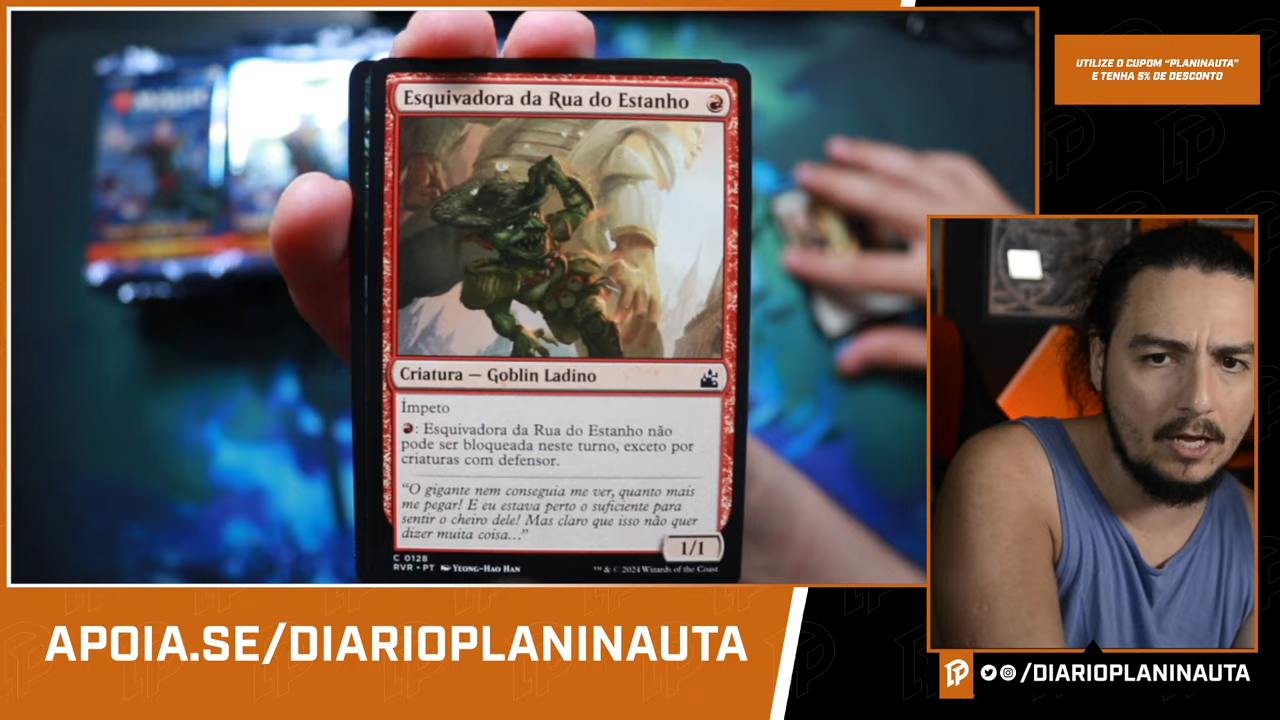 UTILIZE O CUPOM “PLANINAUTA”
E TENHA 5% DE DESCONTO
Esquivadora da Rua do Estanho
Criatura — Goblin Ladino
Ímpeto
: Esquivadora da Rua do Estanho não
pode ser bloqueada neste turno, exceto por
criaturas com defensor.
“O gigante nem conseguia me ver, quanto mais
me pegar! E eu estava perto o suficiente para
sentir o cheiro dele! Mas claro que isso não quer
dizer muita coisa...”
1/1
C 0128
RVR • PT Yeong-Hao Han
™ & © 2024 Wizards of the Coast
APOIA.SE/DIARIOPLANINAUTA
/DIARIOPLANINAUTA